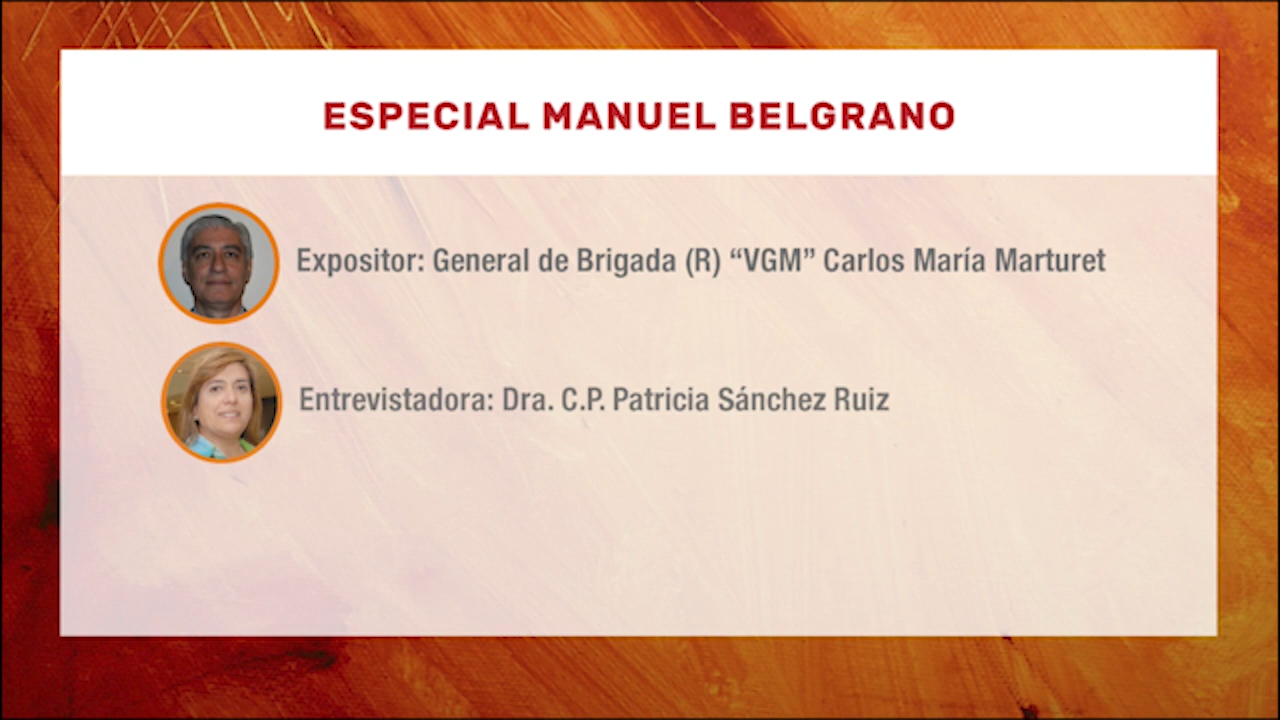 ESPECIAL MANUEL BELGRANO
Expositor: General de Brigada (R) “VGM” Carlos María Marturet
Entrevistadora: Dra. C.P. Patricia Sánchez Ruiz